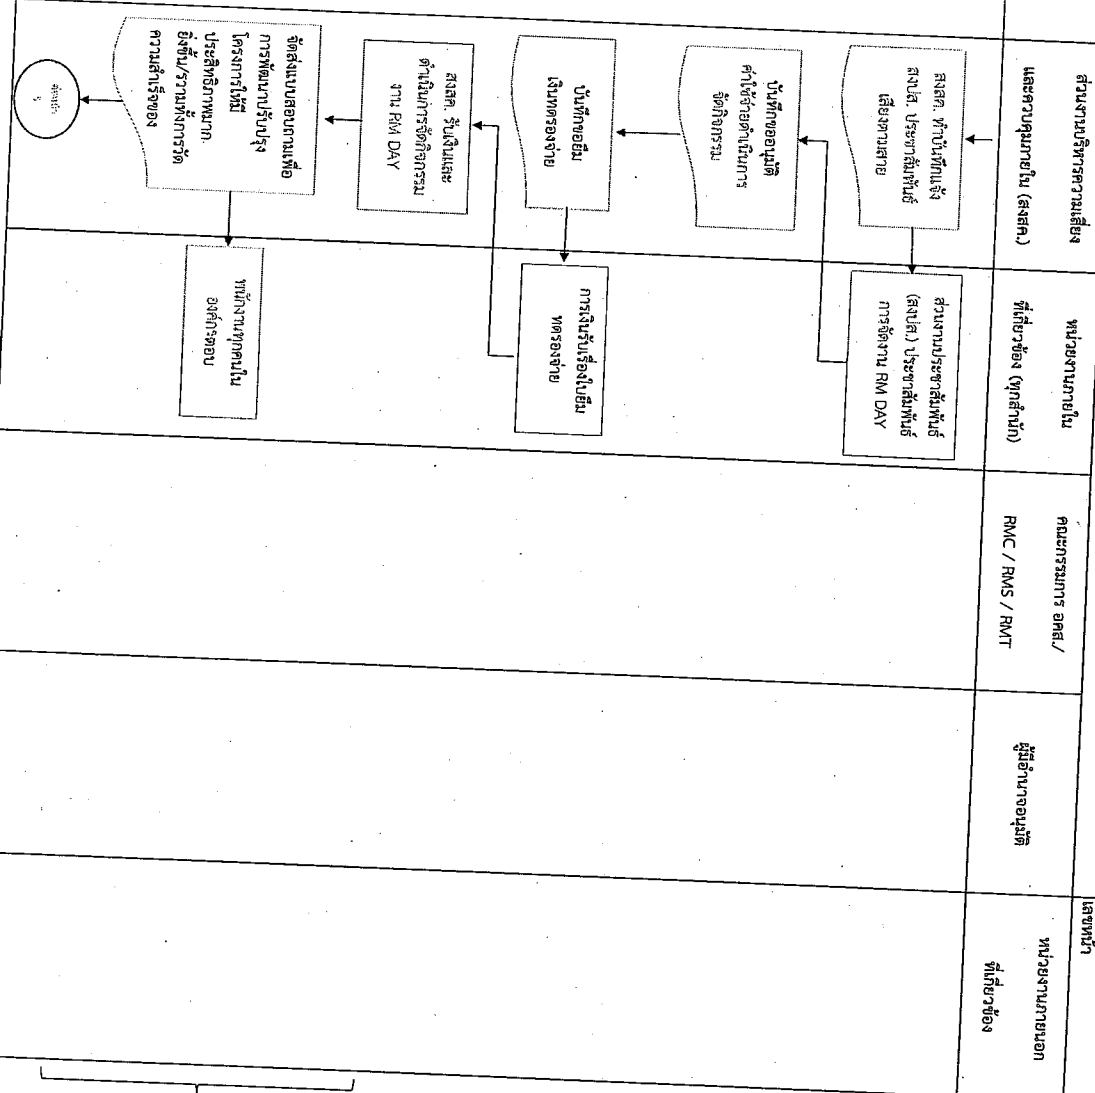 เลขหน้า
ส่วนงานบริหารความเสี่ยง
และควบคุมภายใน (สงสค.)
หน่วยงานภายใน
ที่เกี่ยวข้อง (ทุกสำนัก)
คณะกรรมการ อคส./
RMC / RMS / RMT
ผู้มีอำนาจอนุมัติ
หน่วยงานภายนอก
ที่เกี่ยวข้อง
สงสค. ทำบันทึกแจ้ง
สงปส. ประชาสัมพันธ์
เสียงตามสาย
ส่วนงานประชาสัมพันธ์
(สงปส.) ประชาสัมพันธ์
การจัดงาน RM DAY
บันทึกขออนุมัติ
ค่าใช้จ่ายดำเนินการ
จัดกิจกรรม
บันทึกขอยืม
เงินทดรองจ่าย
การเงินรับเรื่องใบยืม
ทดรองจ่าย
สงสค. รับเงินและ
ดำเนินการจัดกิจกรรม
งาน RM DAY
จัดส่งแบบสอบถามเพื่อ
การพัฒนาปรับปรุง
โครงการให้มี
ประสิทธิภาพมาก
ยิ่งขึ้น/รวมทั้งการวัด
ความสำเร็จของ
พนักงานทุกคนใน
องค์กรตอบ